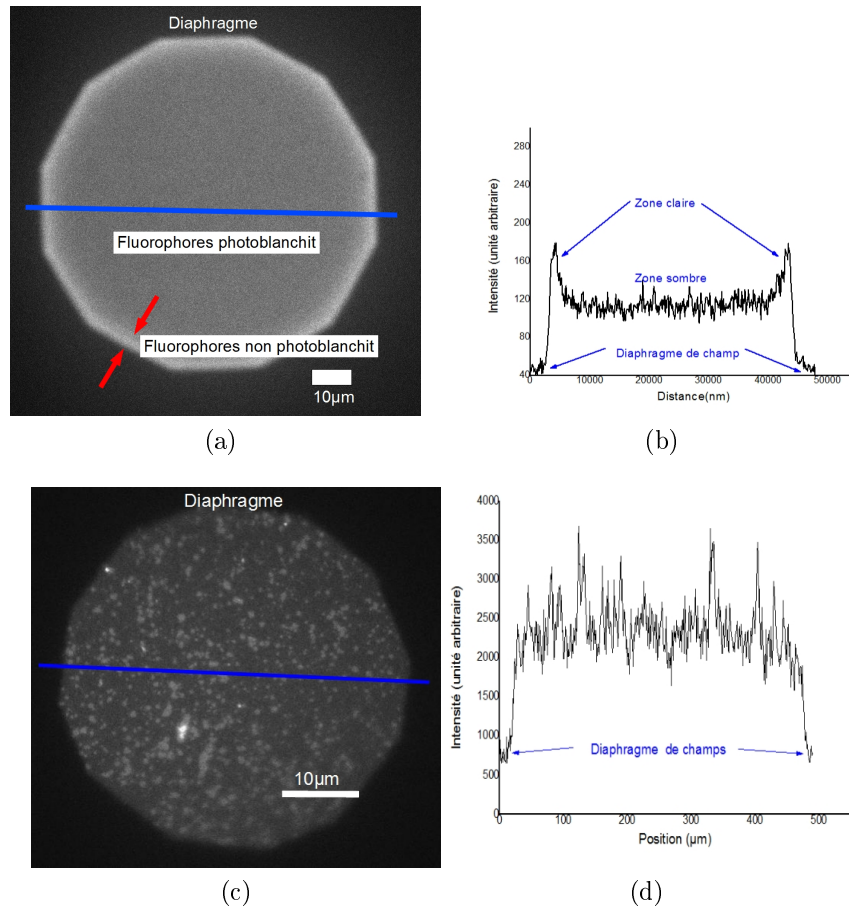 Diaphragme
Fluorophores photoblanchit
Fluorophores non photoblanchit
10µm
(a)
Intensité (unité arbitraire)
280
240
200
160
120
80
40
Zone claire
Zone sombre
Diaphragme de champ
0
10000
20000
30000
40000
50000
Distance(nm)
(b)
Diaphragme
10µm
(c)
Intensité (unité arbitraire)
4000
3500
3000
2500
2000
1500
1000
500
0
Diaphragme de champs
0
100
200
300
400
500
Position (µm)
(d)